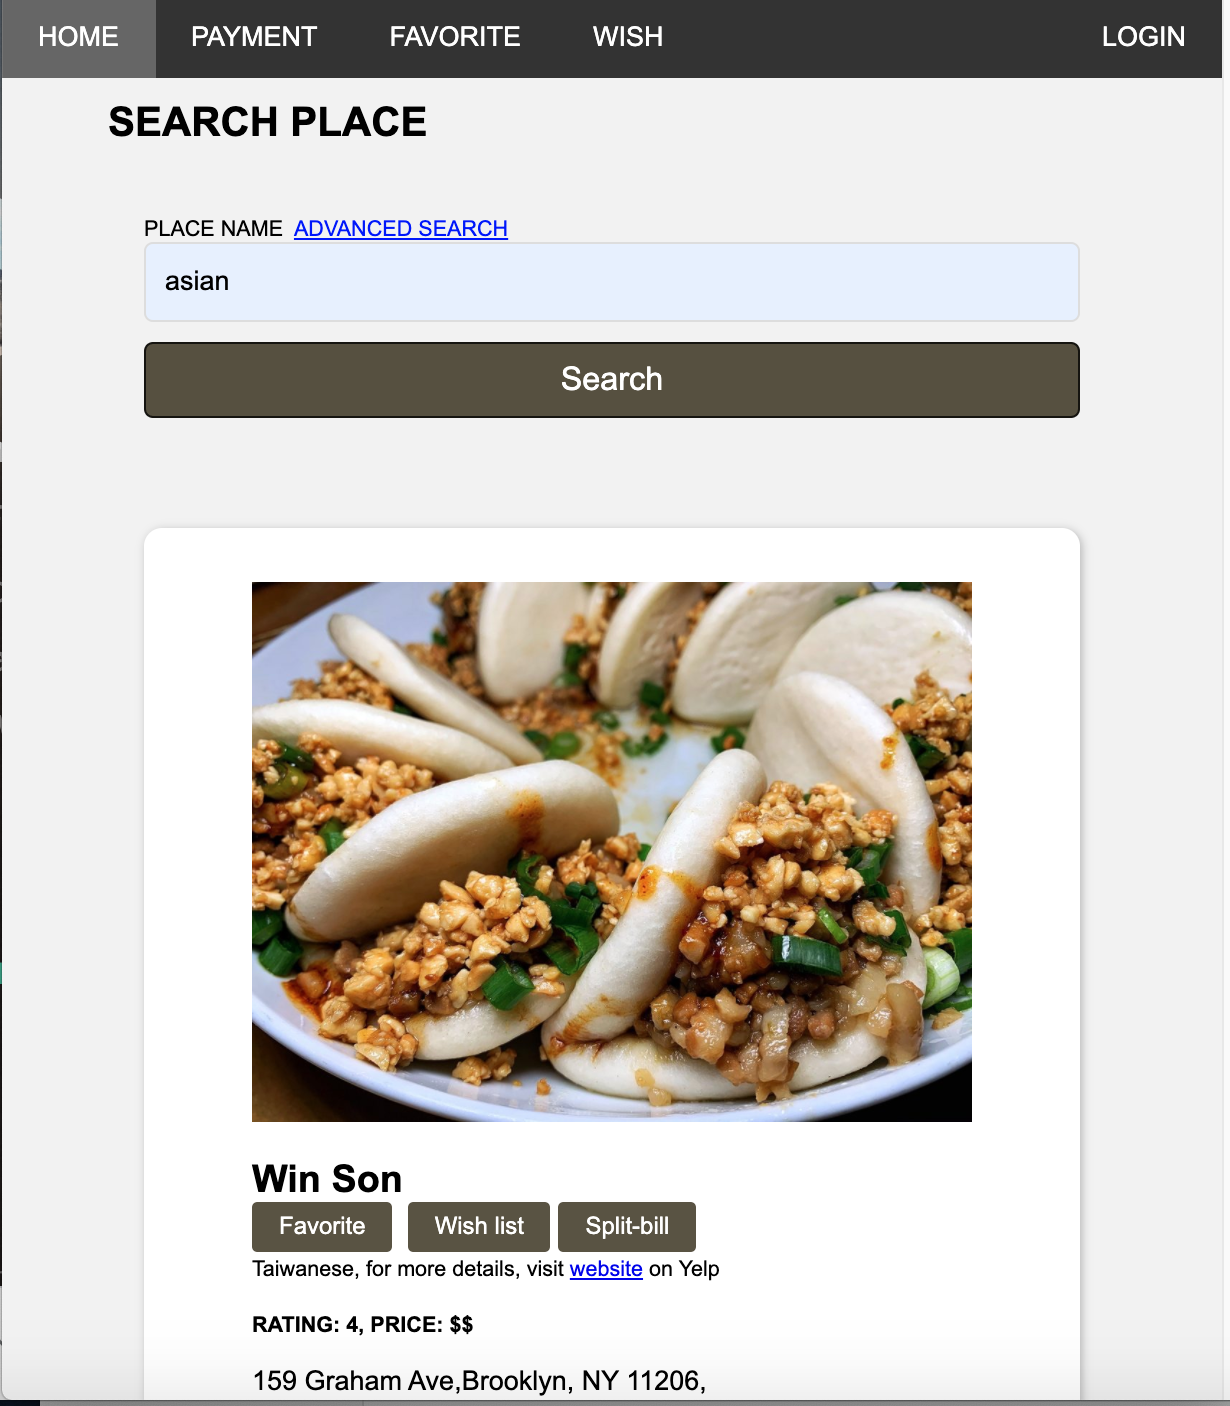 HOME PAYMENT FAVORITE WISH LOGIN
SEARCH PLACE
PLACE NAME ADVANCED SEARCH
asian
Search
Win Son
Favorite Wish list Split-bill
Taiwanese, for more details, visit website on Yelp
RATING: 4, PRICE: $$
159 Graham Ave,Brooklyn, NY 11206,